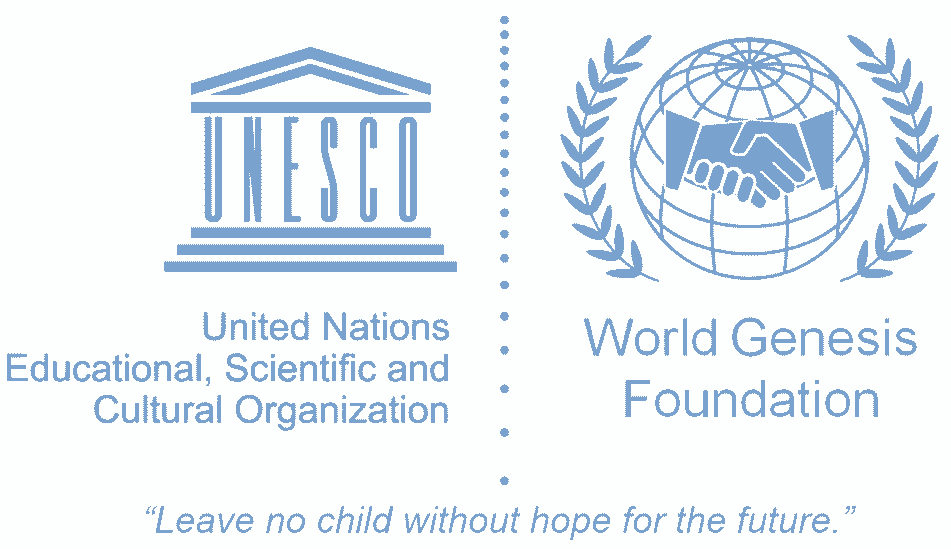 UNESCO
United Nations
Educational, Scientific and
Cultural Organization
World Genesis
Foundation
“Leave no child without hope for the future.”